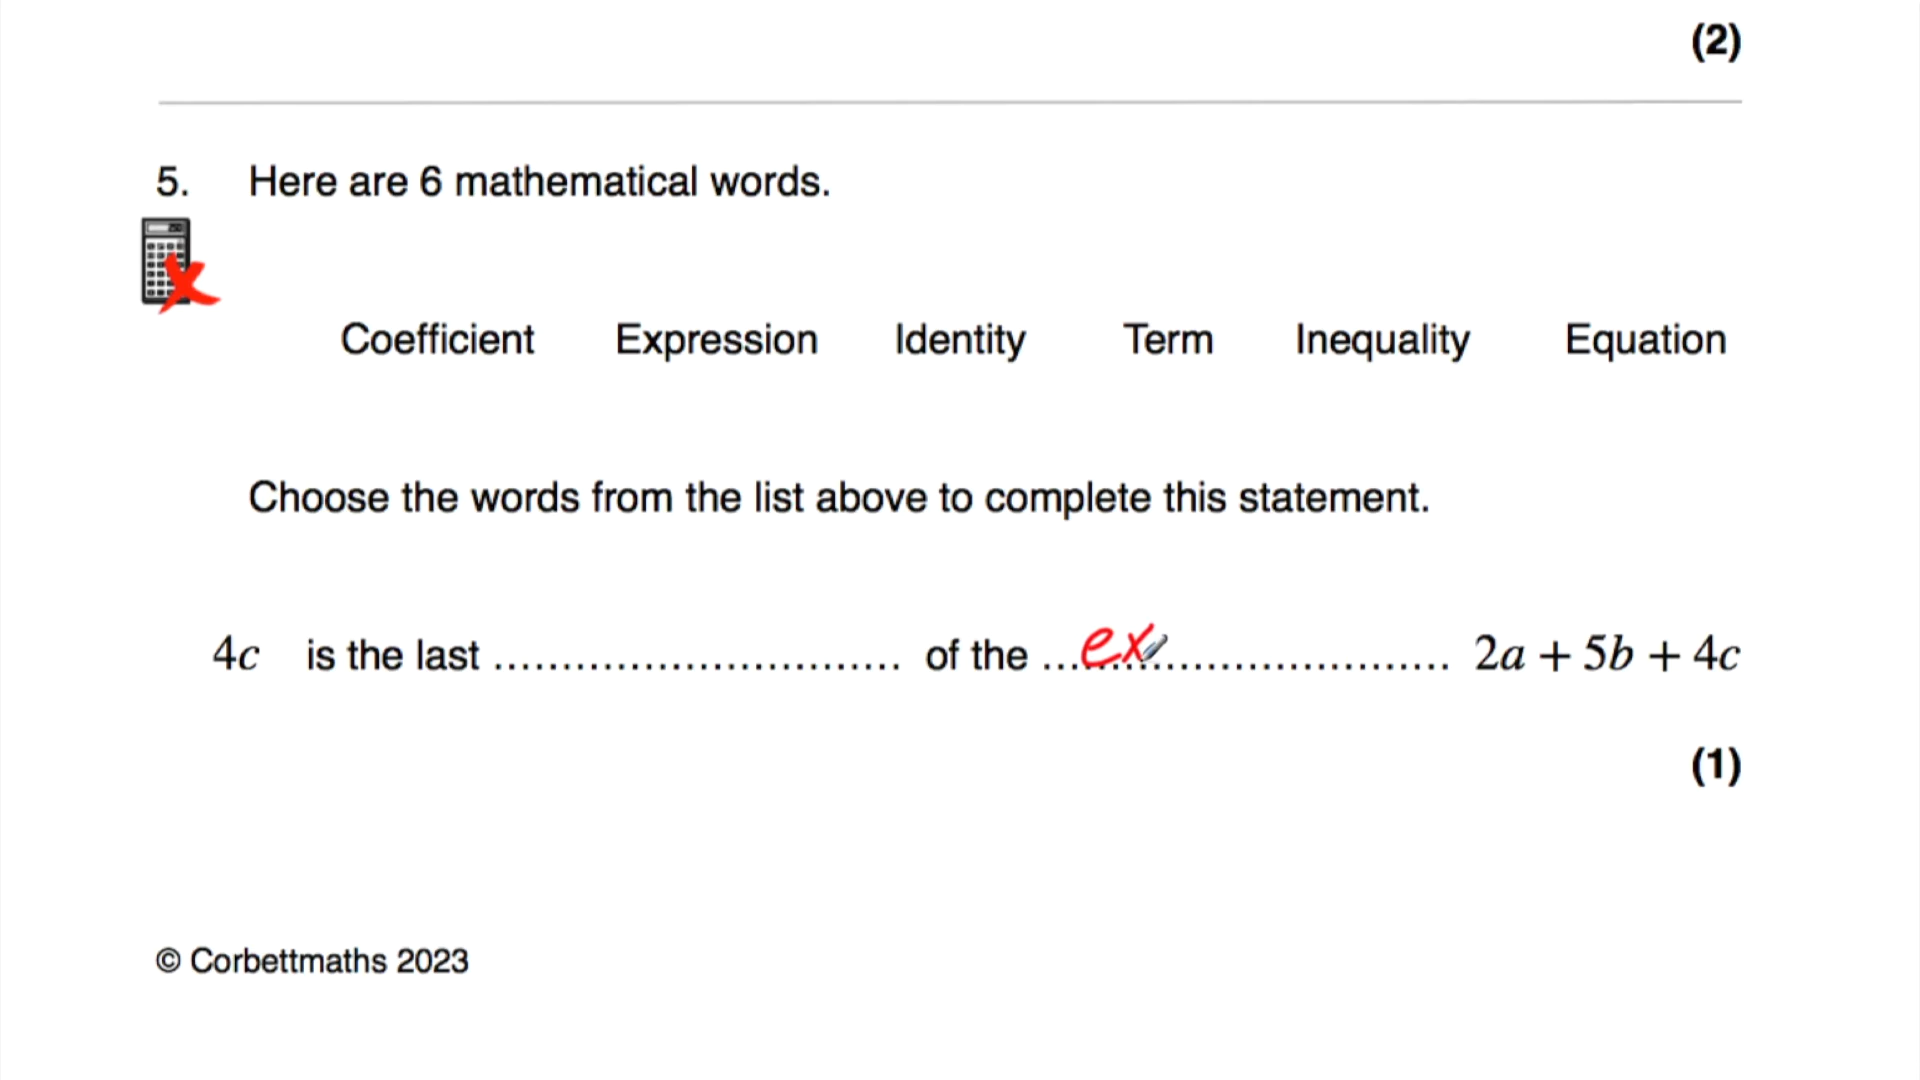 (2)
5. Here are 6 mathematical words.
Coefficient Expression Identity Term Inequality Equation
Choose the words from the list above to complete this statement.
4c is the last .............................. of the ...ex...................... 2a + 5b + 4c
(1)
© Corbettmaths 2023